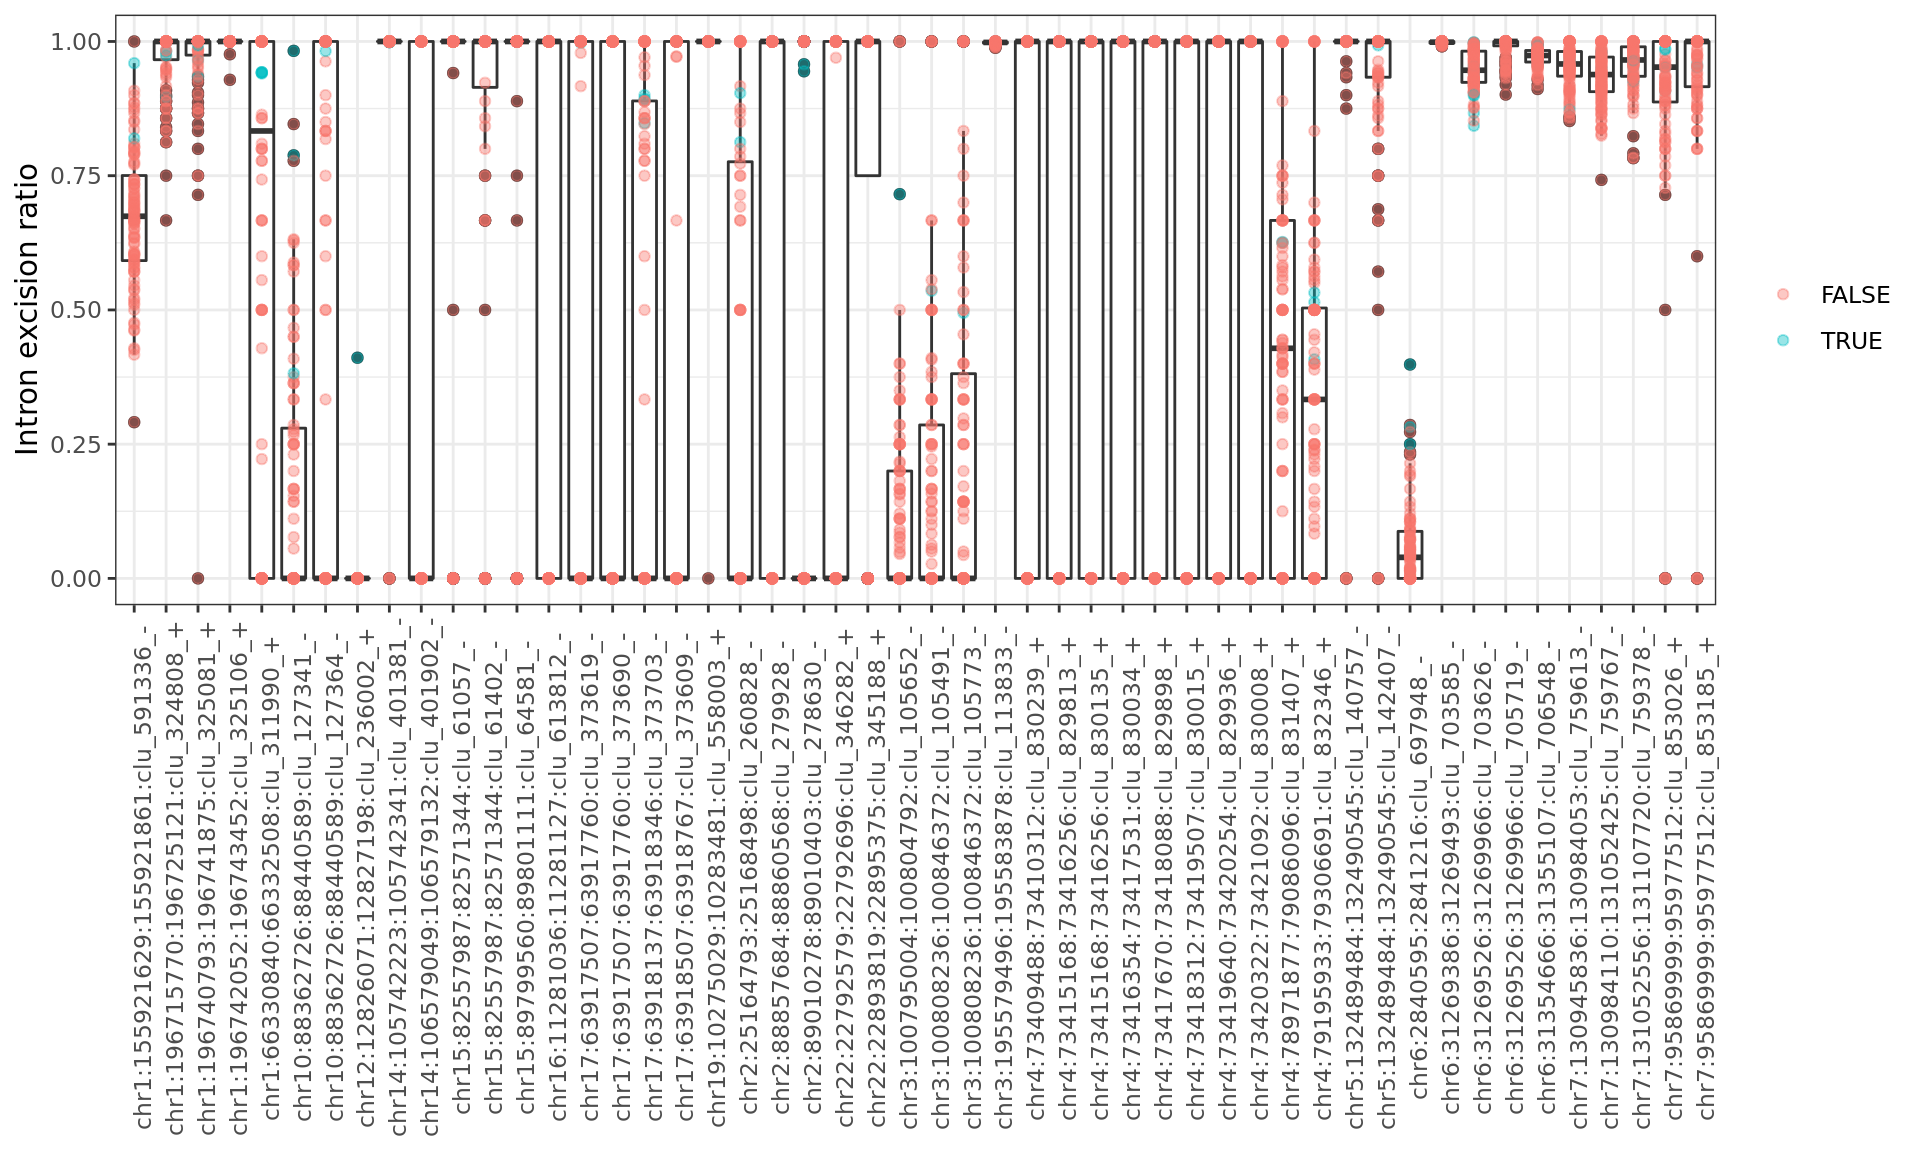 Intron excision ratio
1.00
0.75
0.50
0.25
0.00
FALSE
TRUE
chr1:155921629:155921861:clu_591336_-
chr1:196715770:196725121:clu_324808_+
chr1:196740793:196741875:clu_325081_+
chr1:196742052:196743452:clu_325106_+
chr1:66330840:66332508:clu_311990_+
chr10:88362726:88440589:clu_127341_-
chr10:88362726:88440589:clu_127364_-
chr12:12826071:12827198:clu_236002_+
chr14:105742223:105742341:clu_401381_-
chr14:106579049:106579132:clu_401902_-
chr15:82557987:82571344:clu_61057_-
chr15:82557987:82571344:clu_61402_-
chr15:89799560:89801111:clu_64581_-
chr16:11281036:11281127:clu_613812_-
chr17:63917507:63917760:clu_373619_-
chr17:63917507:63917760:clu_373690_-
chr17:63918137:63918346:clu_373703_-
chr17:63918507:63918767:clu_373609_-
chr19:10275029:10283481:clu_558003_+
chr2:25164793:25168498:clu_260828_-
chr2:88857684:88860568:clu_279928_-
chr2:89010278:89010403:clu_278630_-
chr22:22792579:22792696:clu_346282_+
chr22:22893819:22895375:clu_345188_+
chr3:100795004:100804792:clu_105652_-
chr3:100808236:100846372:clu_105491_-
chr3:100808236:100846372:clu_105773_-
chr3:195579496:195583878:clu_113833_-
chr4:73409488:73410312:clu_830239_+
chr4:73415168:73416256:clu_829813_+
chr4:73415168:73416256:clu_830135_+
chr4:73416354:73417531:clu_830034_+
chr4:73417670:73418088:clu_829898_+
chr4:73418312:73419507:clu_830015_+
chr4:73419640:73420254:clu_829936_+
chr4:73420322:73421092:clu_830008_+
chr4:78971877:79086096:clu_831407_+
chr4:79195933:79306691:clu_832346_+
chr5:132489484:132490545:clu_140757_-
chr5:132489484:132490545:clu_142407_-
chr6:2840595:2841216:clu_697948_-
chr6:31269386:31269493:clu_703585_-
chr6:31269526:31269966:clu_703626_-
chr6:31269526:31269966:clu_705719_-
chr6:31354666:31355107:clu_706548_-
chr7:130945836:130984053:clu_759613_-
chr7:130984110:131052425:clu_759767_-
chr7:131052556:131107720:clu_759378_-
chr7:95869999:95977512:clu_853026_+
chr7:95869999:95977512:clu_853185_+